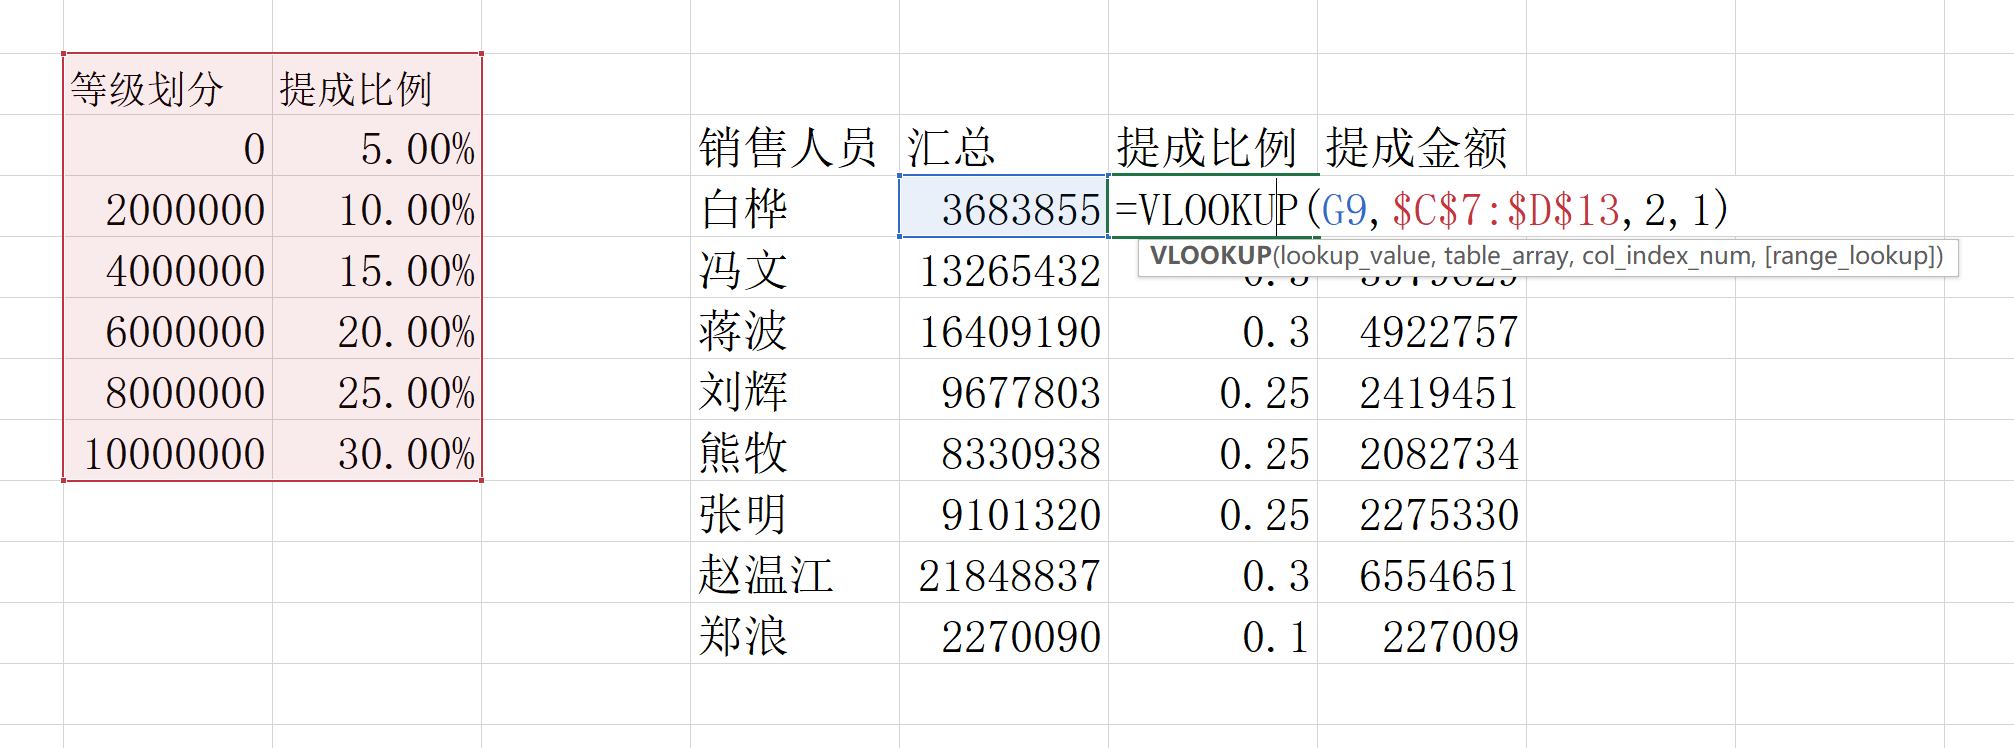 等级划分 提成比例
0 5.00% 销售人员 汇总 提成比例 提成金额
2000000 10.00% 白桦 3683855 =VLOOKUP(G9,$C$7:$D$13,2,1)
VLOOKUP(lookup_value, table_array, col_index_num, [range_lookup])
4000000 15.00% 冯文 13265432
6000000 20.00% 蒋波 16409190 0.3 4922757
8000000 25.00% 刘辉 9677803 0.25 2419451
10000000 30.00% 熊牧 8330938 0.25 2082734
张明 9101320 0.25 2275330
赵温江 21848837 0.3 6554651
郑浪 2270090 0.1 227009